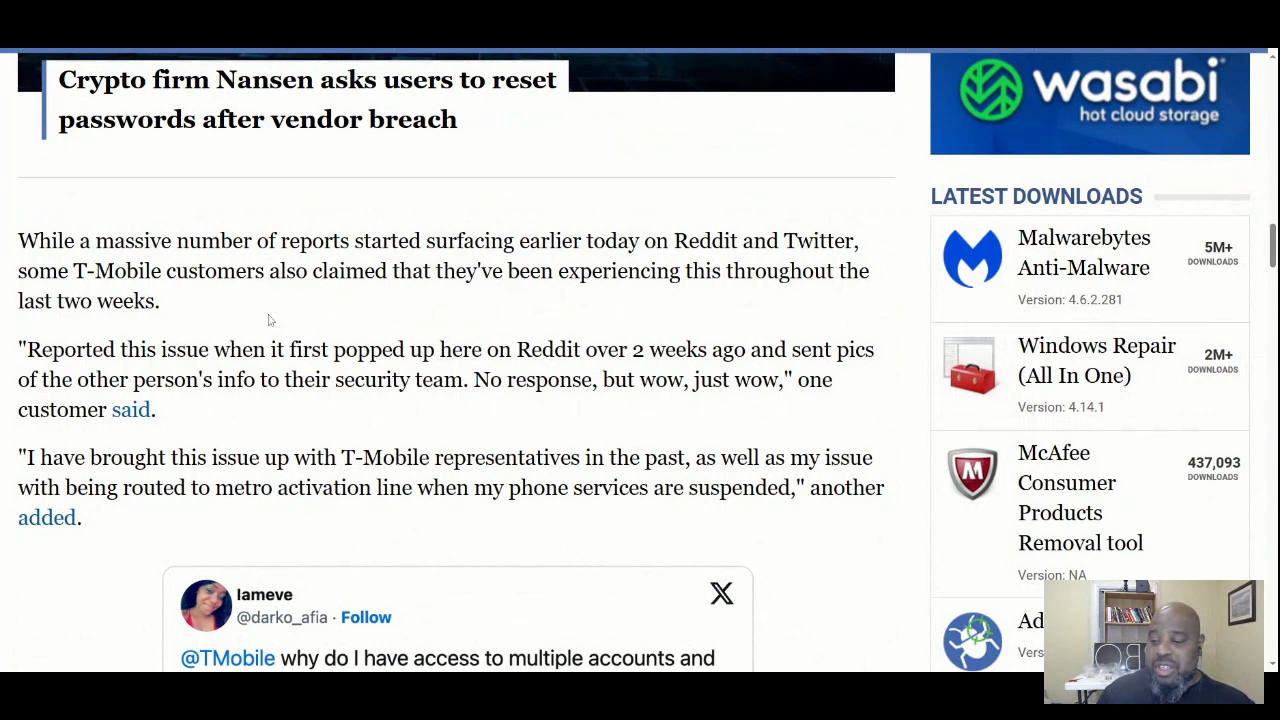 Crypto firm Nansen asks users to reset
passwords after vendor breach
While a massive number of reports started surfacing earlier today on Reddit and Twitter,
some T-Mobile customers also claimed that they've been experiencing this throughout the
last two weeks.
"Reported this issue when it first popped up here on Reddit over 2 weeks ago and sent pics
of the other person's info to their security team. No response, but wow, just wow," one
customer said.
"I have brought this issue up with T-Mobile representatives in the past, as well as my issue
with being routed to metro activation line when my phone services are suspended," another
added.
Iameve
@darko_afia · Follow
@TMobile why do I have access to multiple accounts and
wasabi
hot cloud storage
LATEST DOWNLOADS
Malwarebytes
Anti-Malware
Version: 4.6.2.281
5M+
DOWNLOADS
Windows Repair
(All In One)
Version: 4.14.1
2M+
DOWNLOADS
McAfee
Consumer
Products
Removal tool
Version: NA
437,093
DOWNLOADS